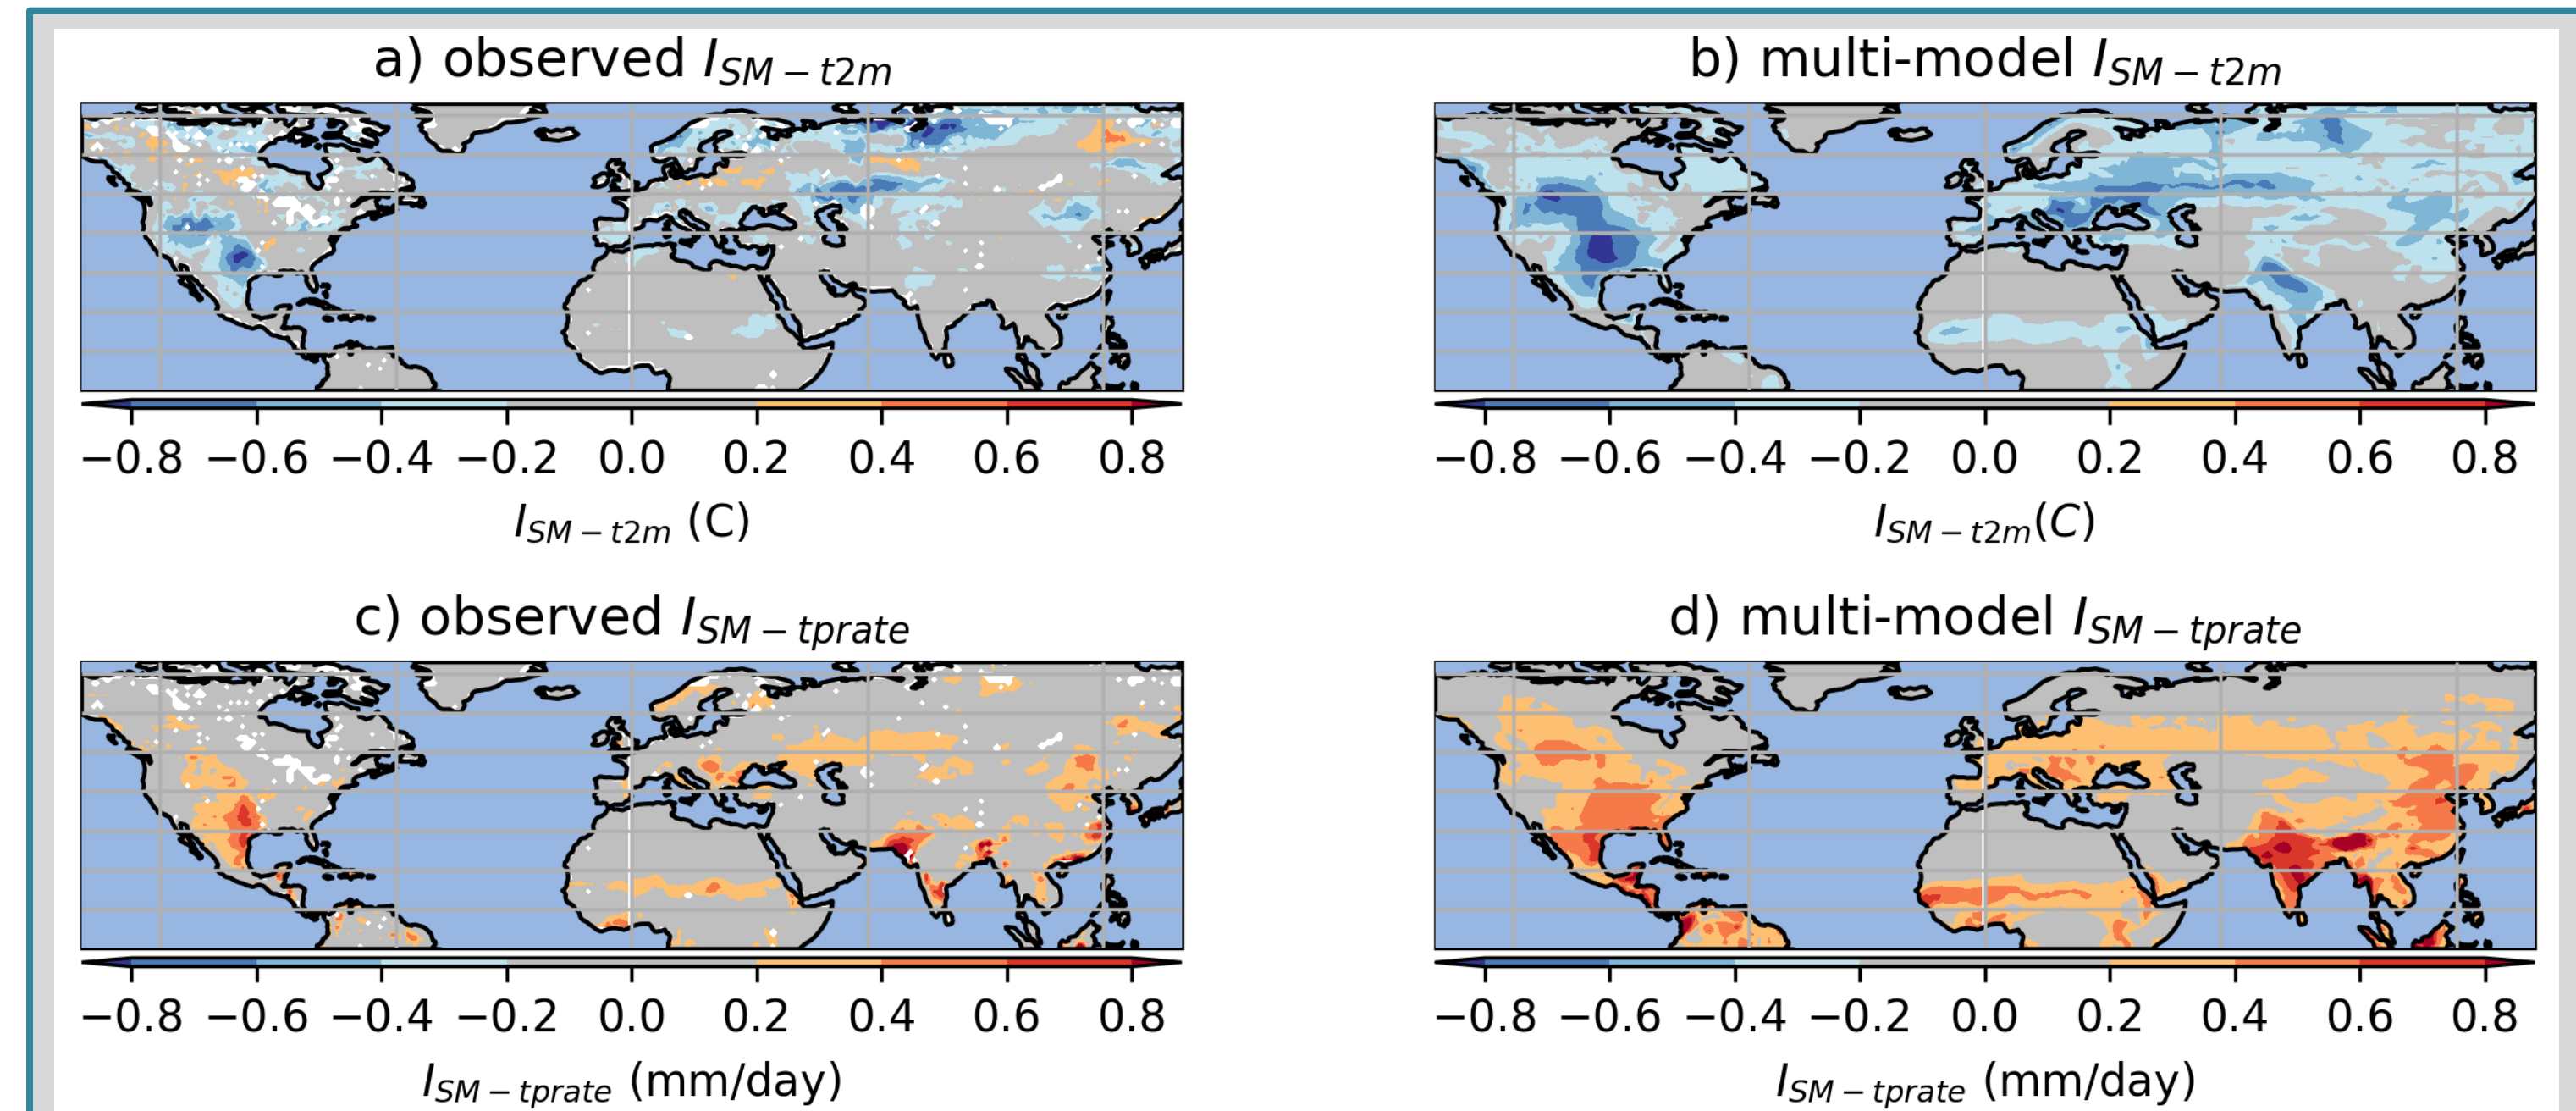 a) observed I_SM − t2m
b) multi-model I_SM − t2m
−0.8 −0.6 −0.4 −0.2 0.0 0.2 0.4 0.6 0.8
−0.8 −0.6 −0.4 −0.2 0.0 0.2 0.4 0.6 0.8
I_SM − t2m (C)
I_SM − t2m(C)
c) observed I_SM − tprate
d) multi-model I_SM − tprate
−0.8 −0.6 −0.4 −0.2 0.0 0.2 0.4 0.6 0.8
−0.8 −0.6 −0.4 −0.2 0.0 0.2 0.4 0.6 0.8
I_SM − tprate (mm/day)
I_SM − tprate (mm/day)